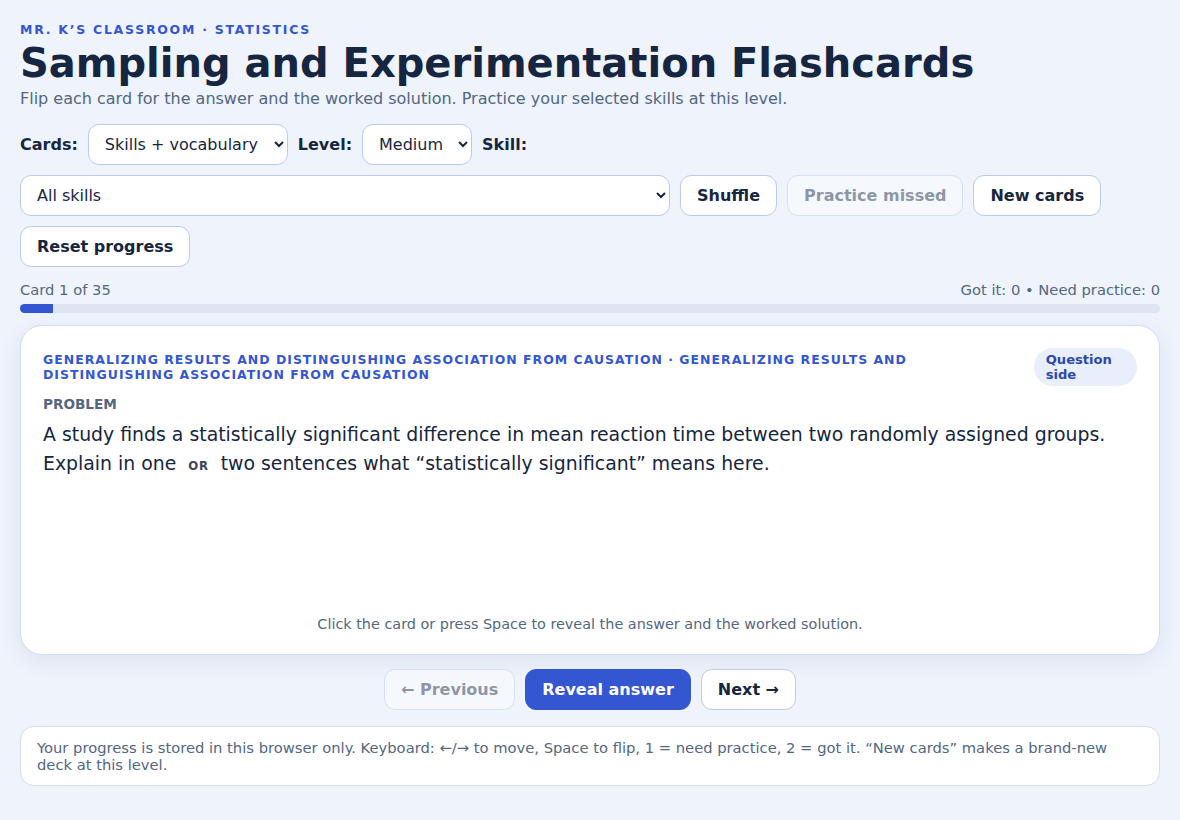 MR. K’S CLASSROOM · STATISTICS
Sampling and Experimentation Flashcards
Flip each card for the answer and the worked solution. Practice your selected skills at this level.
Cards: Skills + vocabulary Level: Medium Skill:
All skills Shuffle Practice missed New cards
Reset progress
Card 1 of 35 Got it: 0 • Need practice: 0
GENERALIZING RESULTS AND DISTINGUISHING ASSOCIATION FROM CAUSATION · GENERALIZING RESULTS AND
DISTINGUISHING ASSOCIATION FROM CAUSATION
Question
side
PROBLEM
A study finds a statistically significant difference in mean reaction time between two randomly assigned groups.
Explain in one OR two sentences what “statistically significant” means here.
Click the card or press Space to reveal the answer and the worked solution.
← Previous Reveal answer Next →
Your progress is stored in this browser only. Keyboard: ←/→ to move, Space to flip, 1 = need practice, 2 = got it. “New cards” makes a brand-new
deck at this level.